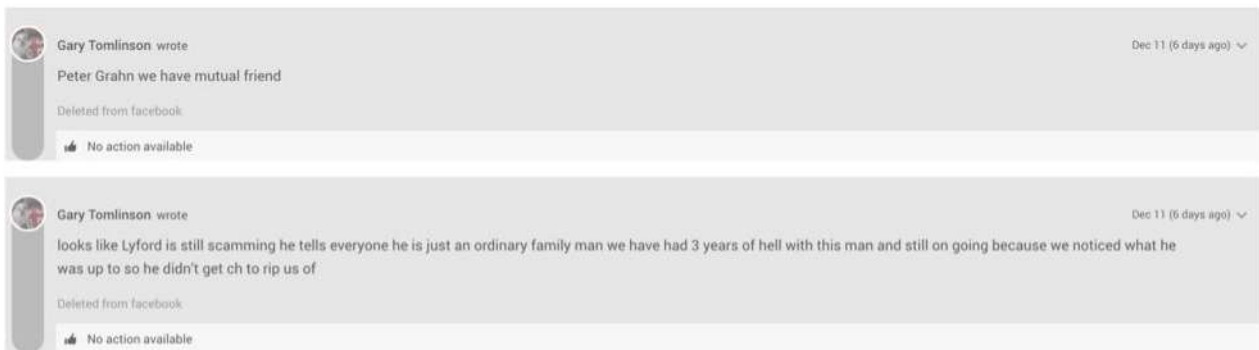 Gary Tomlinson wrote
Dec 11 (6 days ago)
Peter Grahn we have mutual friend
Deleted from facebook
No action available
Gary Tomlinson wrote
Dec 11 (6 days ago)
looks like Lyford is still scamming he tells everyone he is just an ordinary family man we have had 3 years of hell with this man and still on going because we noticed what he
was up to so he didn't get ch to rip us of
Deleted from facebook
No action available